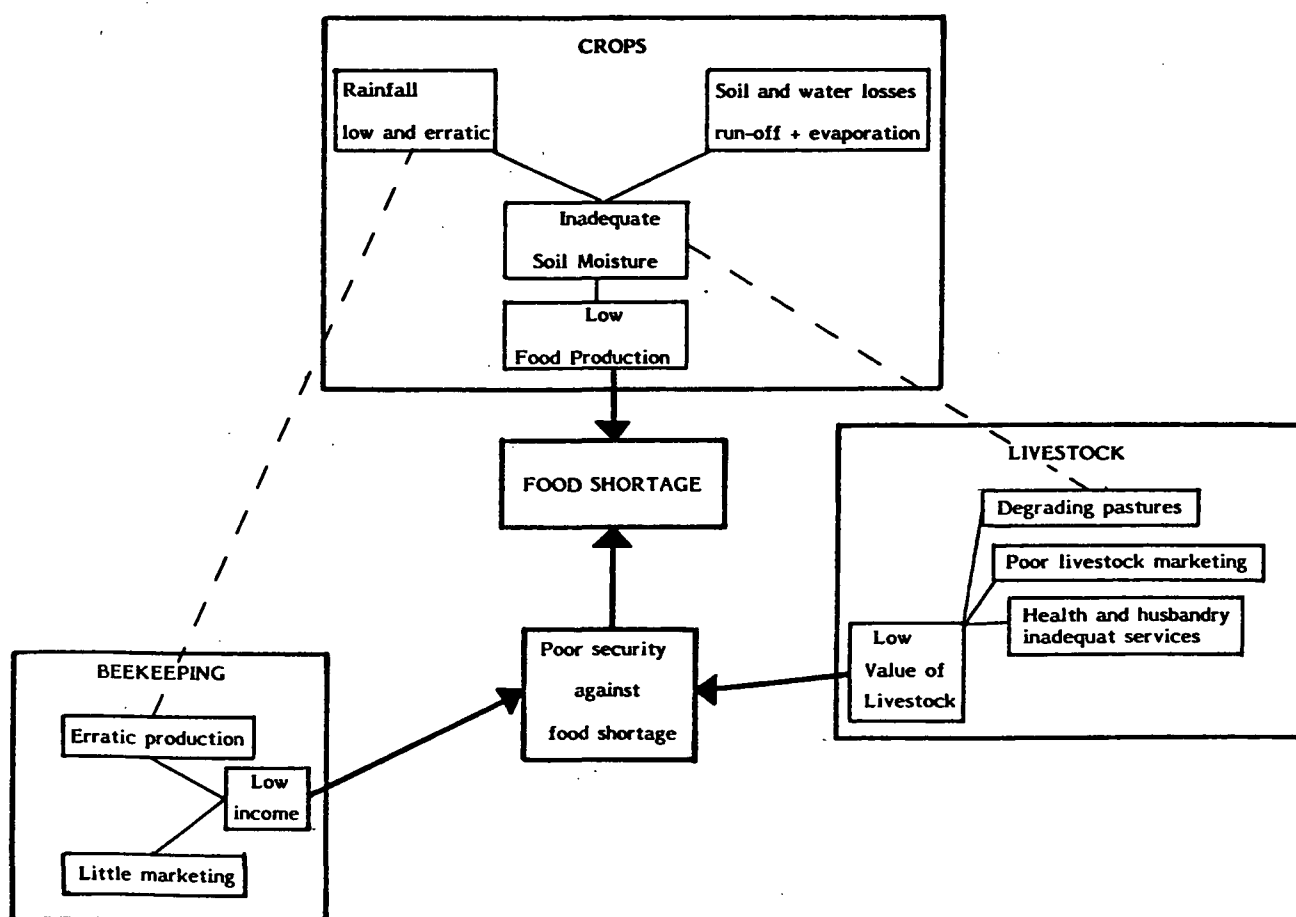 CROPS
Rainfall
low and erratic
Soil and water losses
run-off + evaporation
Inadequate
Soil Moisture
Low
Food Production
FOOD SHORTAGE
LIVESTOCK
Degrading pastures
Poor livestock marketing
Health and husbandry
inadequat services
Low
Value of
Livestock
Poor security
against
food shortage
BEEKEEPING
Erratic production
Low
income
Little marketing